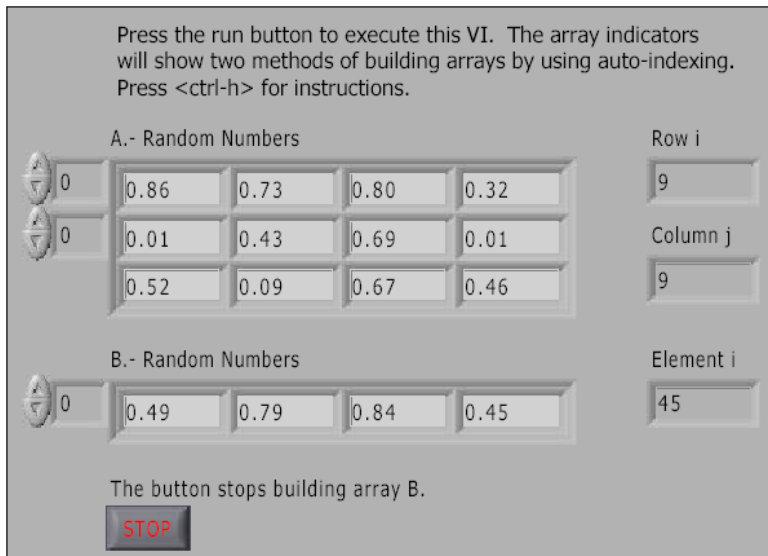 Press the run button to execute this VI.  The array indicators
will show two methods of building arrays by using auto-indexing.
Press <ctrl-h> for instructions.
A.- Random Numbers
Row i
0
0.86 0.73 0.80 0.32
9
0
0.01 0.43 0.69 0.01
Column j
0.52 0.09 0.67 0.46
9
B.- Random Numbers
Element i
0
0.49 0.79 0.84 0.45
45
The button stops building array B.
STOP